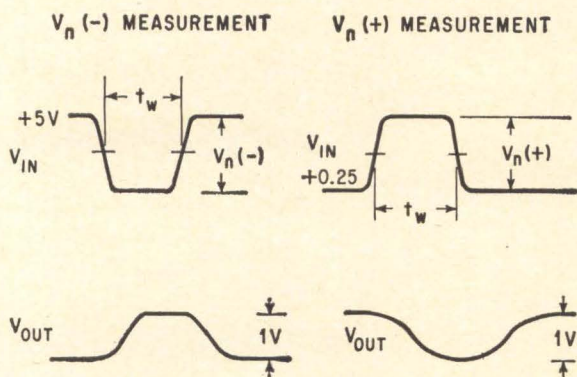 Vn (-) MEASUREMENT
Vn (+) MEASUREMENT
tw
+5V
VIN
Vn(-)
VIN
+0.25
Vn(+)
tw
VOUT
1V
VOUT
1V